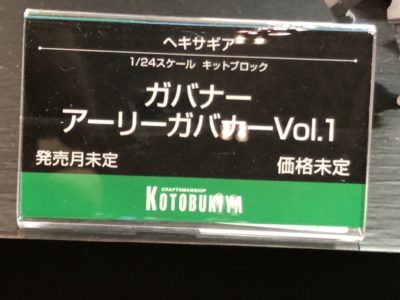 ヘキサギア
1/24スケール キットブロック
ガバナー
アーリーガバナーVol.1
発売月未定 価格未定
CRAFTSMANSHIP
KOTOBUKIYA